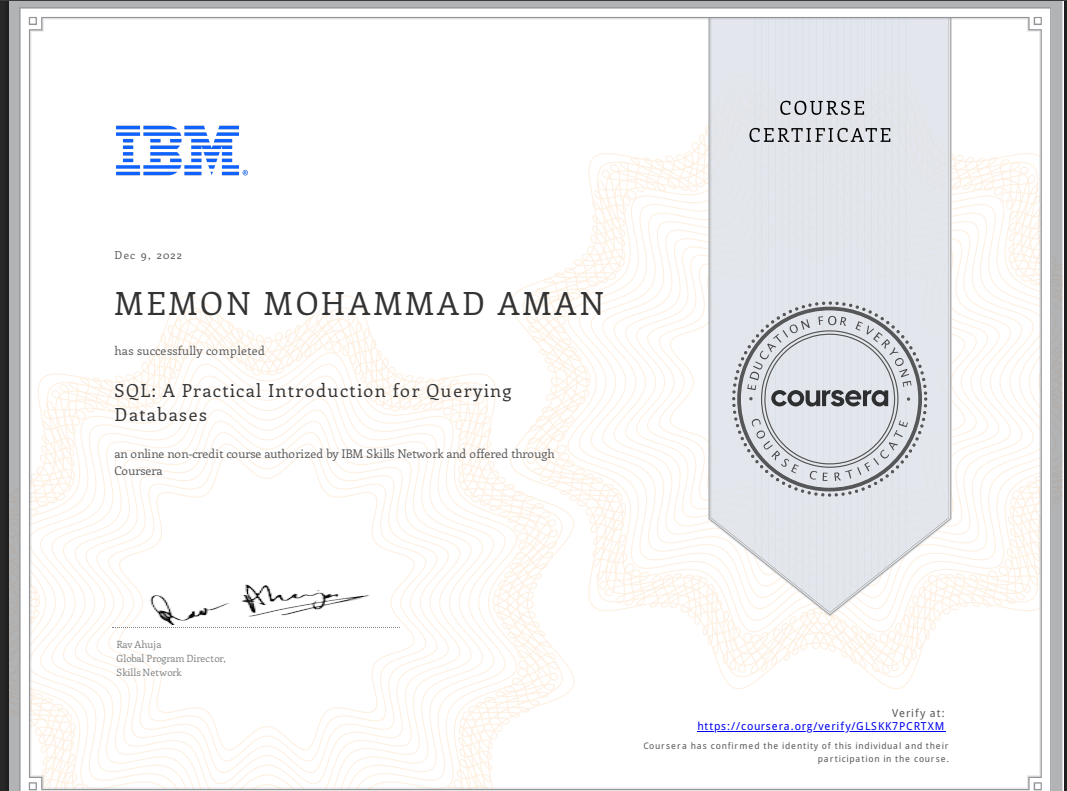 COURSE
CERTIFICATE
IBM®
Dec 9, 2022
MEMON MOHAMMAD AMAN
has successfully completed
SQL: A Practical Introduction for Querying
Databases
an online non-credit course authorized by IBM Skills Network and offered through
Coursera
EDUCATION FOR EVERYONE
coursera
COURSE CERTIFICATE
Rav Ahuja
Rav Ahuja
Global Program Director,
Skills Network
Verify at:
https://coursera.org/verify/GLSKK7PCRTXM
Coursera has confirmed the identity of this individual and their
participation in the course.